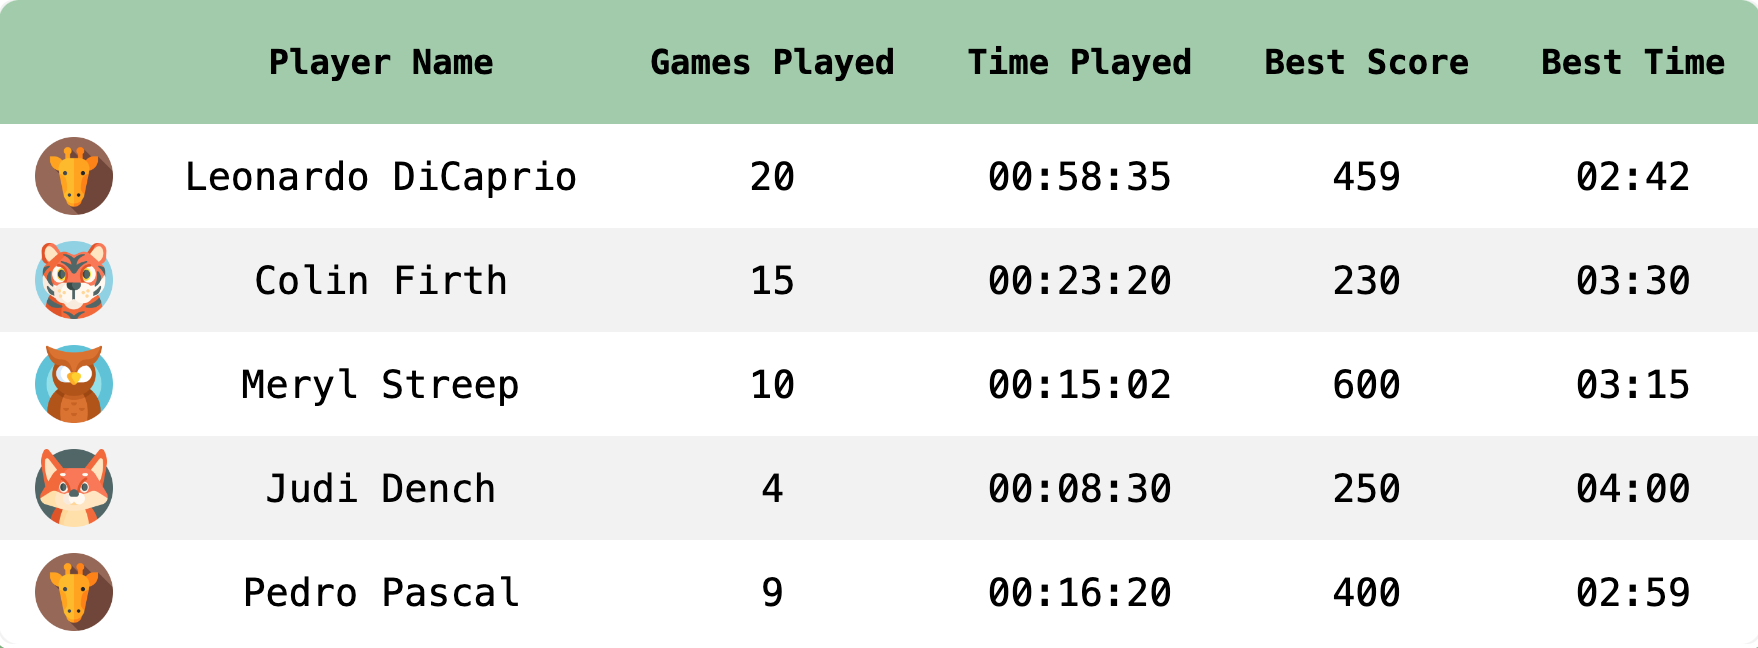 Player Name Games Played Time Played Best Score Best Time
Leonardo DiCaprio 20 00:58:35 459 02:42
Colin Firth 15 00:23:20 230 03:30
Meryl Streep 10 00:15:02 600 03:15
Judi Dench 4 00:08:30 250 04:00
Pedro Pascal 9 00:16:20 400 02:59